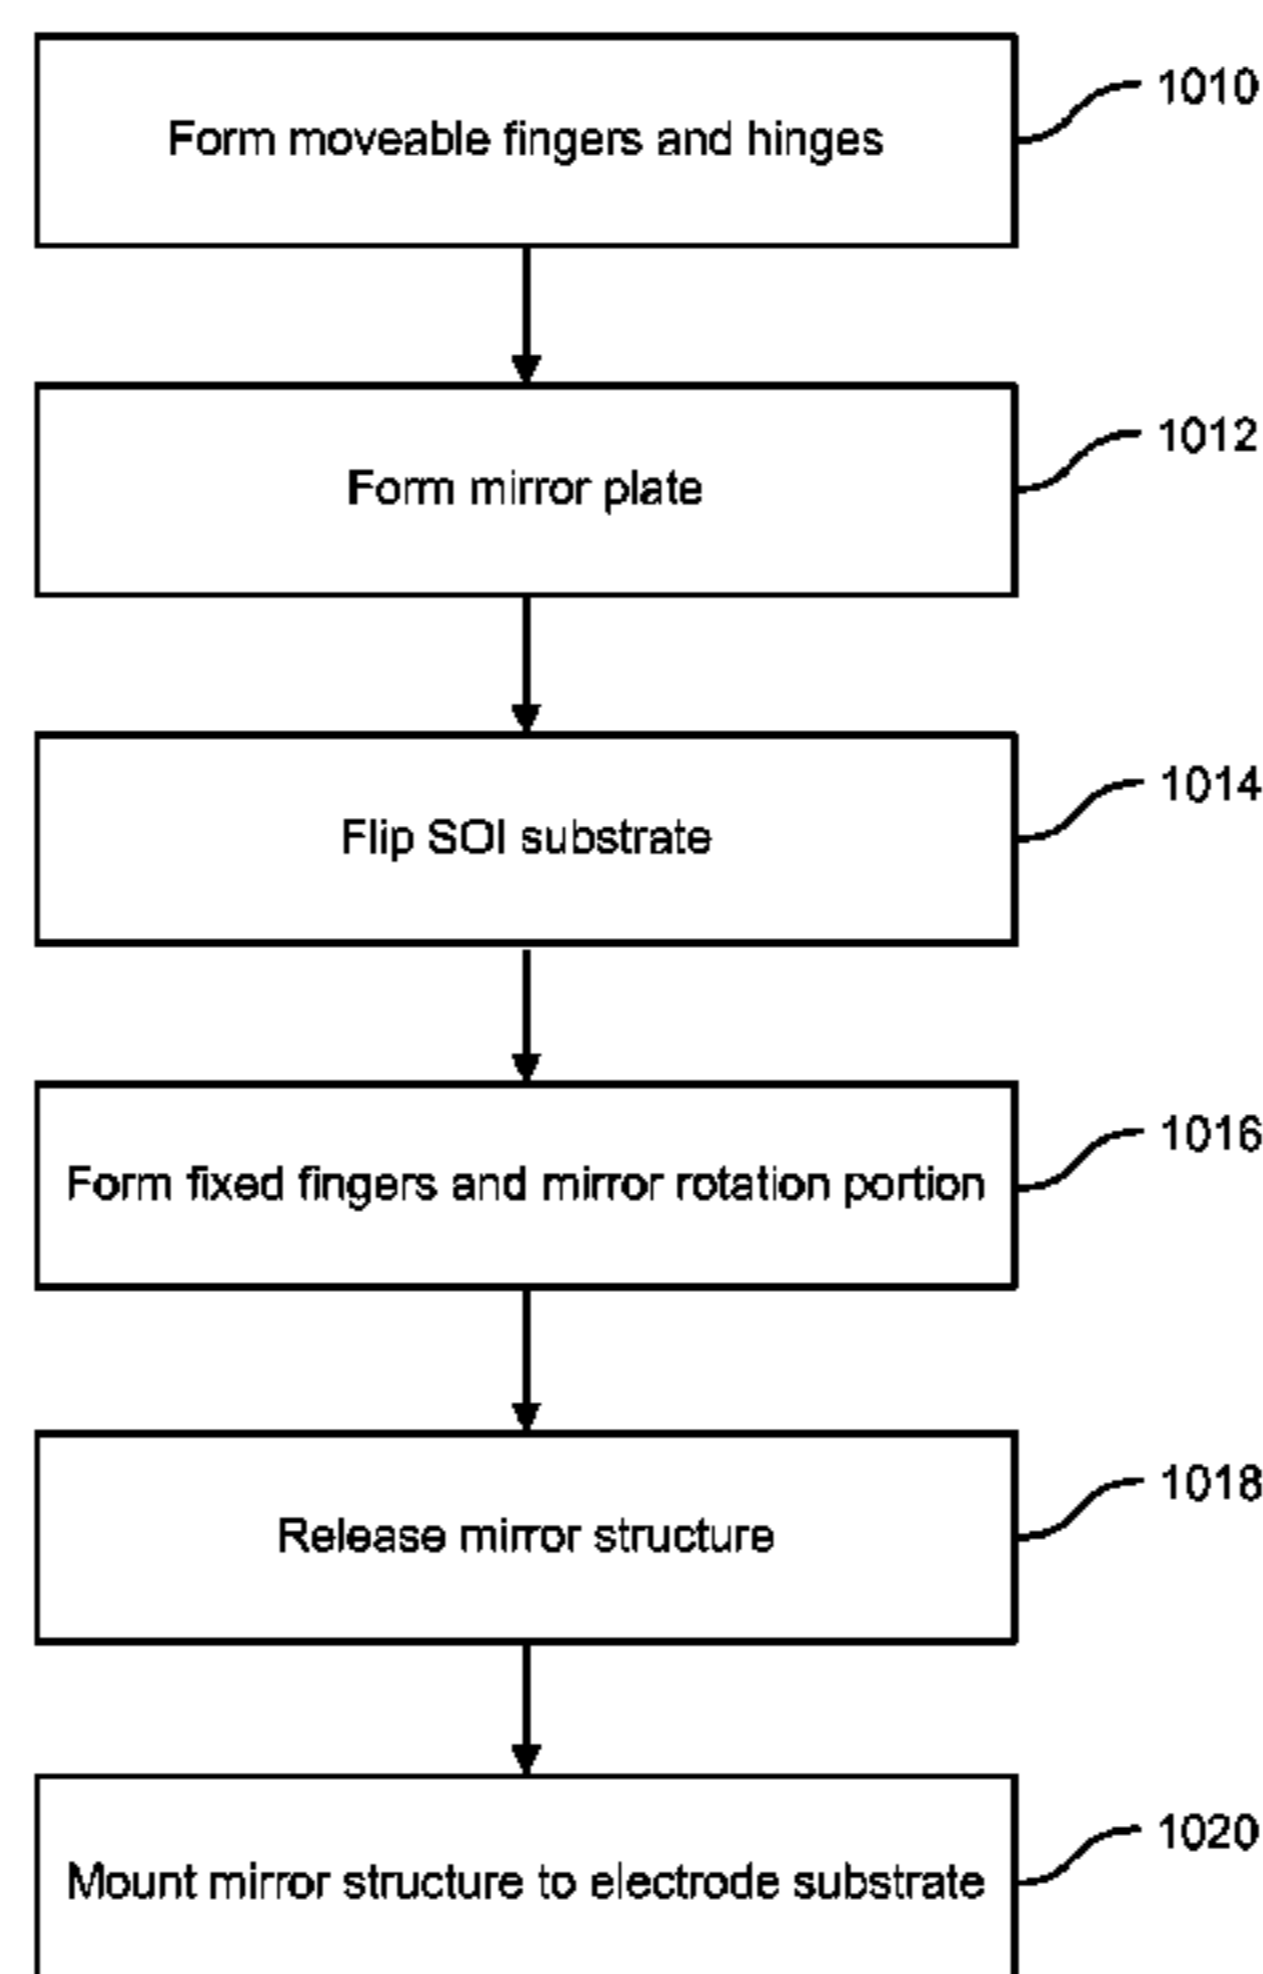 Form moveable fingers and hinges
1010
Form mirror plate
1012
Flip SOI substrate
1014
Form fixed fingers and mirror rotation portion
1016
Release mirror structure
1018
Mount mirror structure to electrode substrate
1020